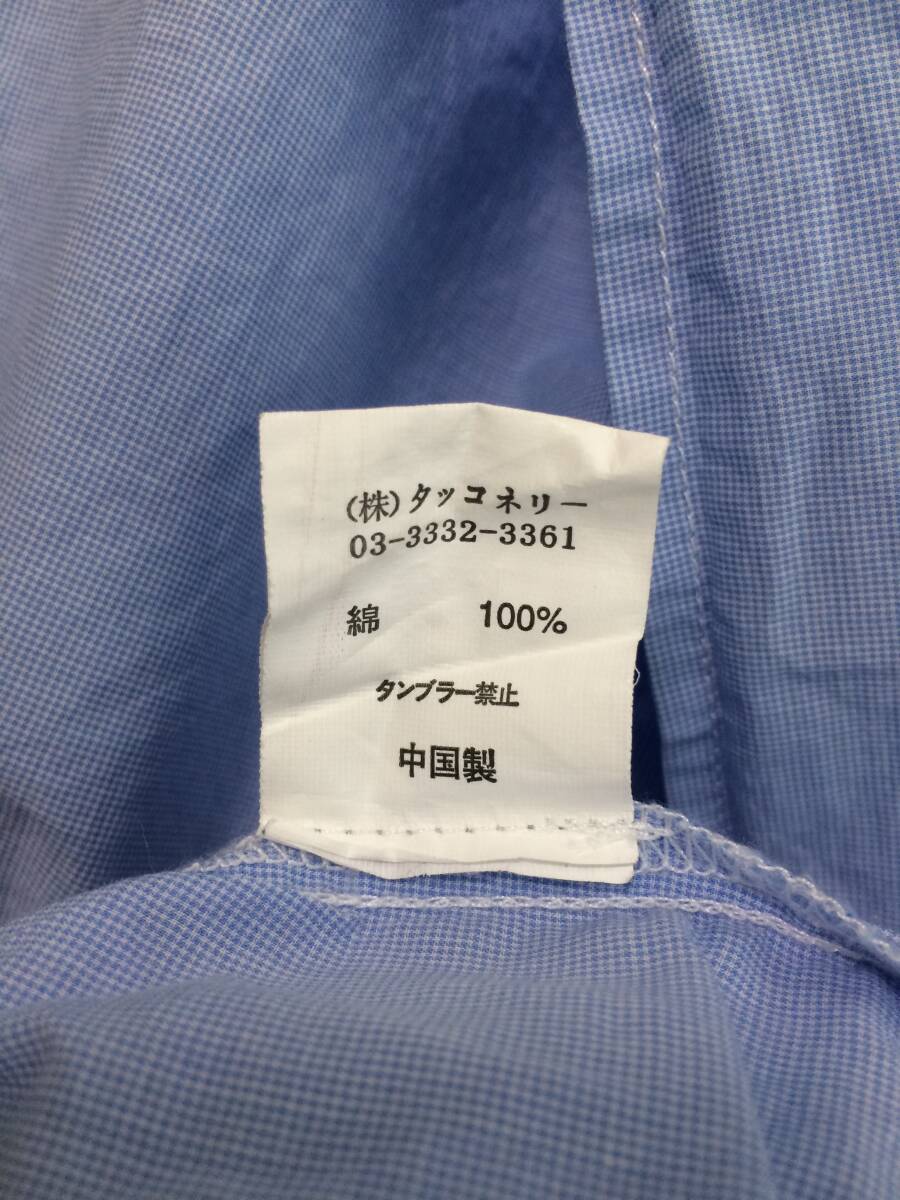 (株)タッコネリー
03-3332-3361
綿 100%
タンブラー禁止
中国製